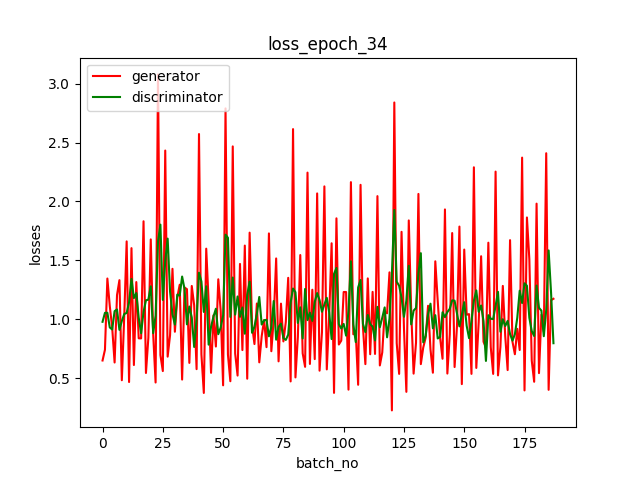 loss_epoch_34
generator
discriminator
losses
3.0
2.5
2.0
1.5
1.0
0.5
0 25 50 75 100 125 150 175
batch_no